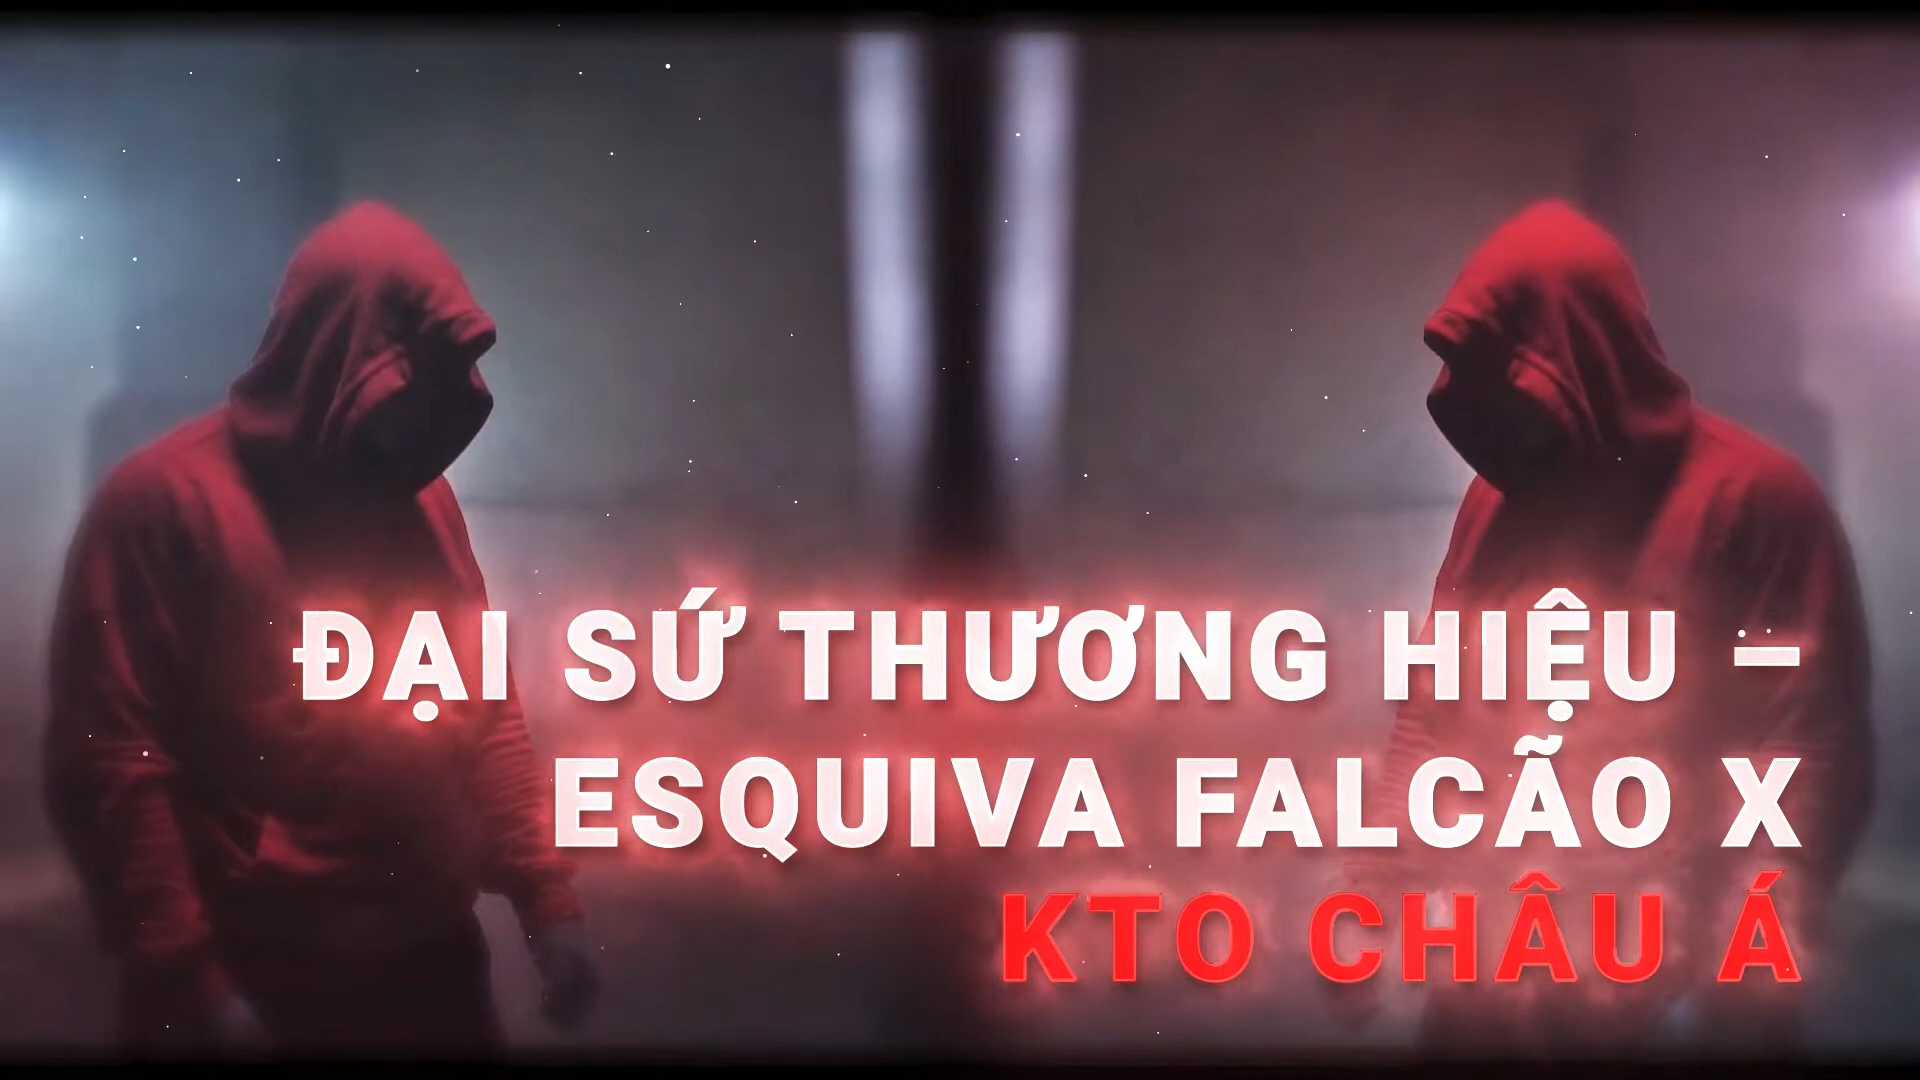 ĐẠI SỨ THƯƠNG HIỆU –
ESQUIVA FALCÃO X
KTO CHÂU Á